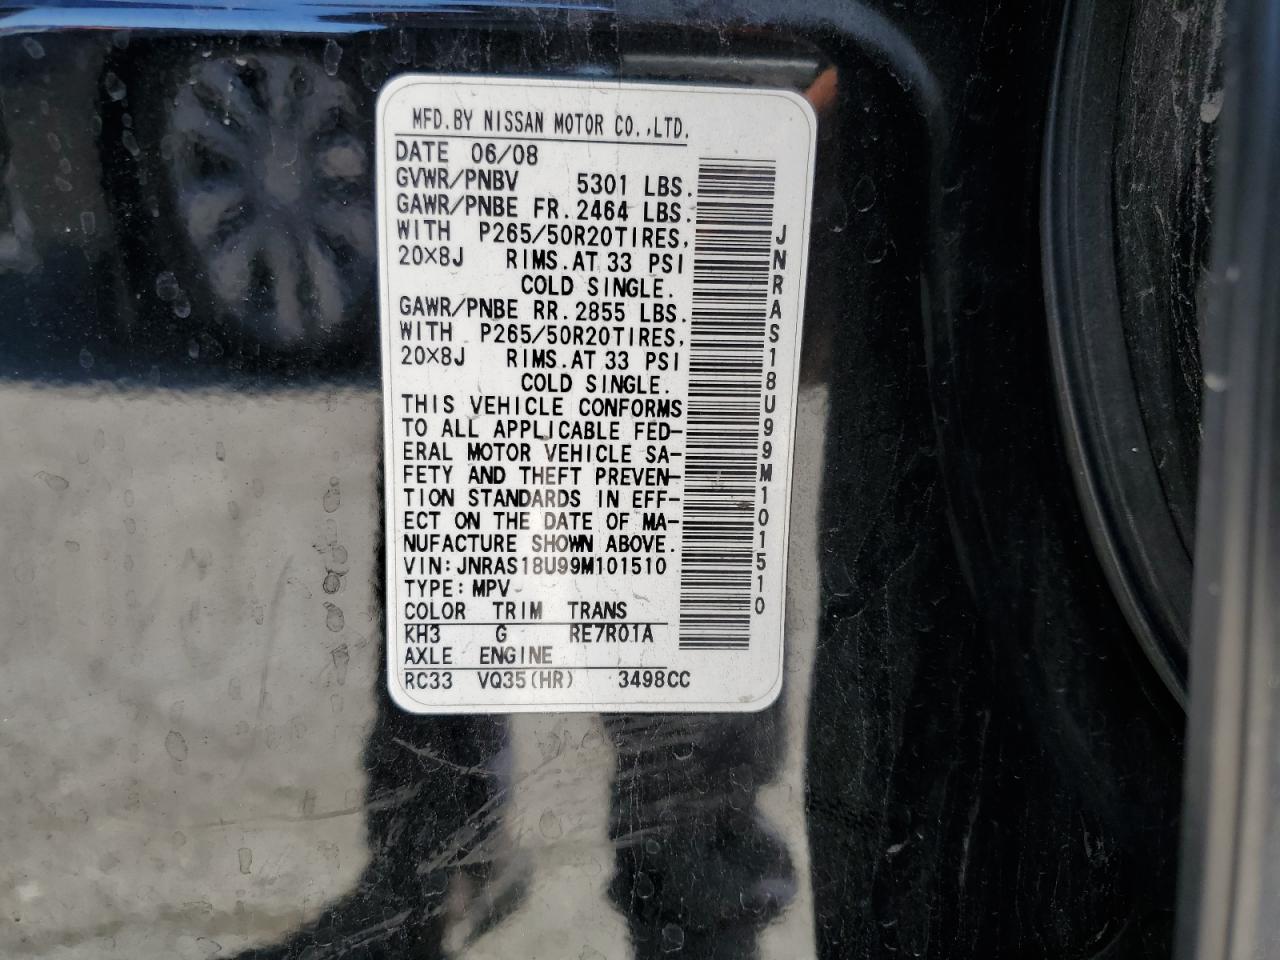 MFD.BY NISSAN MOTOR CO.,LTD.
DATE 06/08
GVWR/PNBV 5301 LBS.
GAWR/PNBE FR.2464 LBS.
WITH P265/50R20TIRES,
20×8J RIMS.AT 33 PSI
COLD SINGLE.
GAWR/PNBE RR.2855 LBS.
WITH P265/50R20TIRES,
20×8J RIMS.AT 33 PSI
COLD SINGLE.
THIS VEHICLE CONFORMS
TO ALL APPLICABLE FED-
ERAL MOTOR VEHICLE SA-
FETY AND THEFT PREVEN-
TION STANDARDS IN EFF-
ECT ON THE DATE OF MA-
NUFACTURE SHOWN ABOVE.
VIN:JNRAS18U99M101510
TYPE:MPV
COLOR TRIM TRANS
KH3 G RE7R01A
AXLE ENGINE
RC33 VQ35(HR) 3498CC
JNRAS18U99M101510